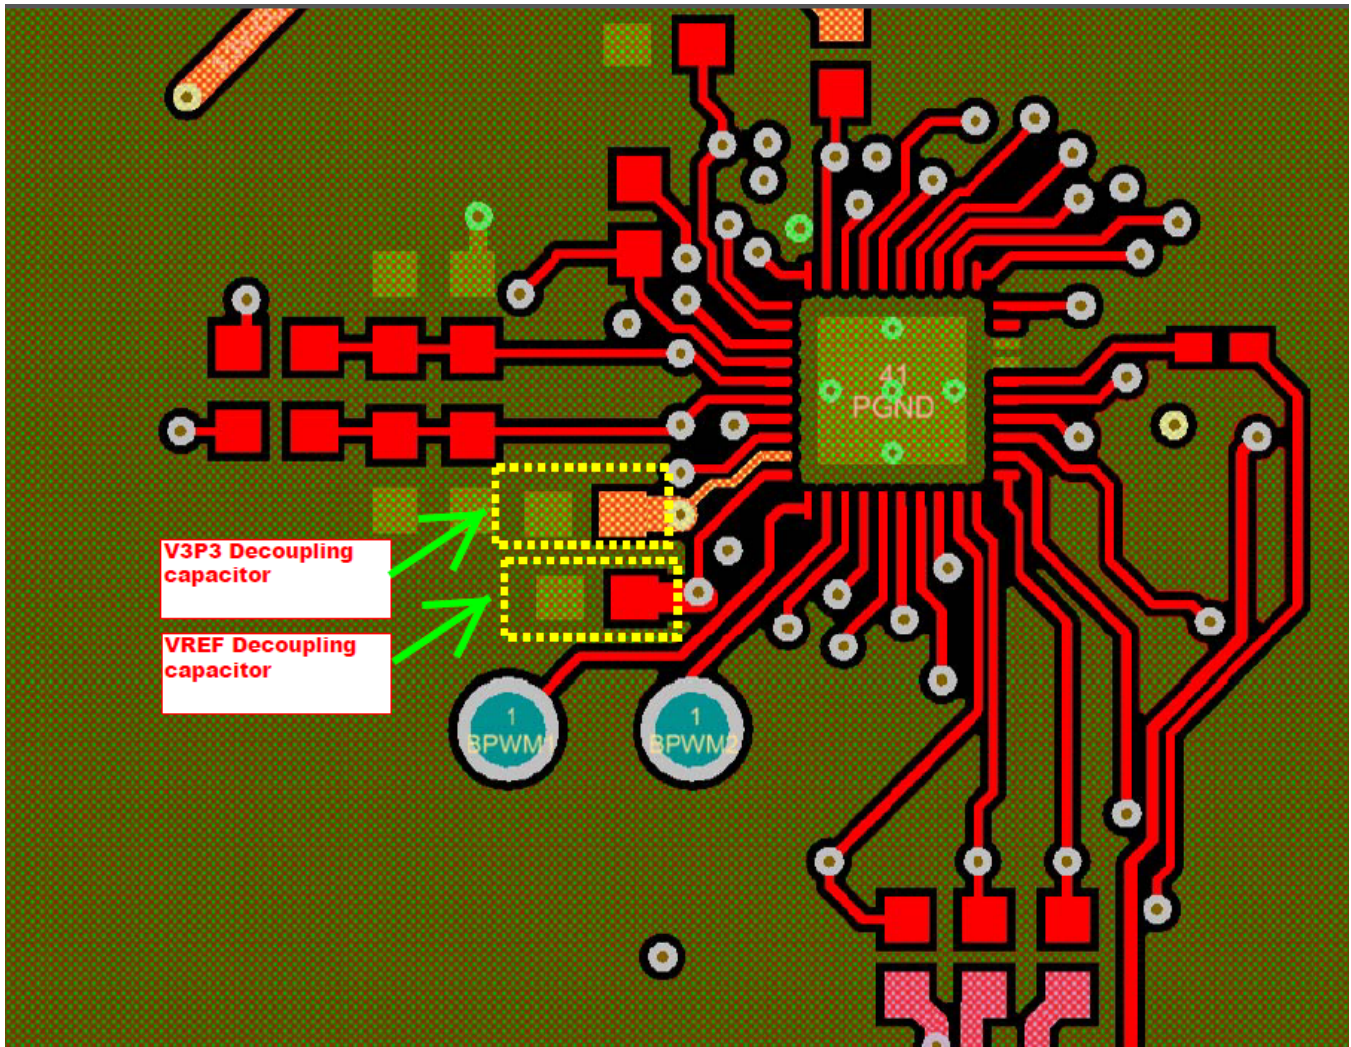 41
PGND
V3P3 Decoupling
capacitor
VREF Decoupling
capacitor
1
BPWM1
1
BPWM2